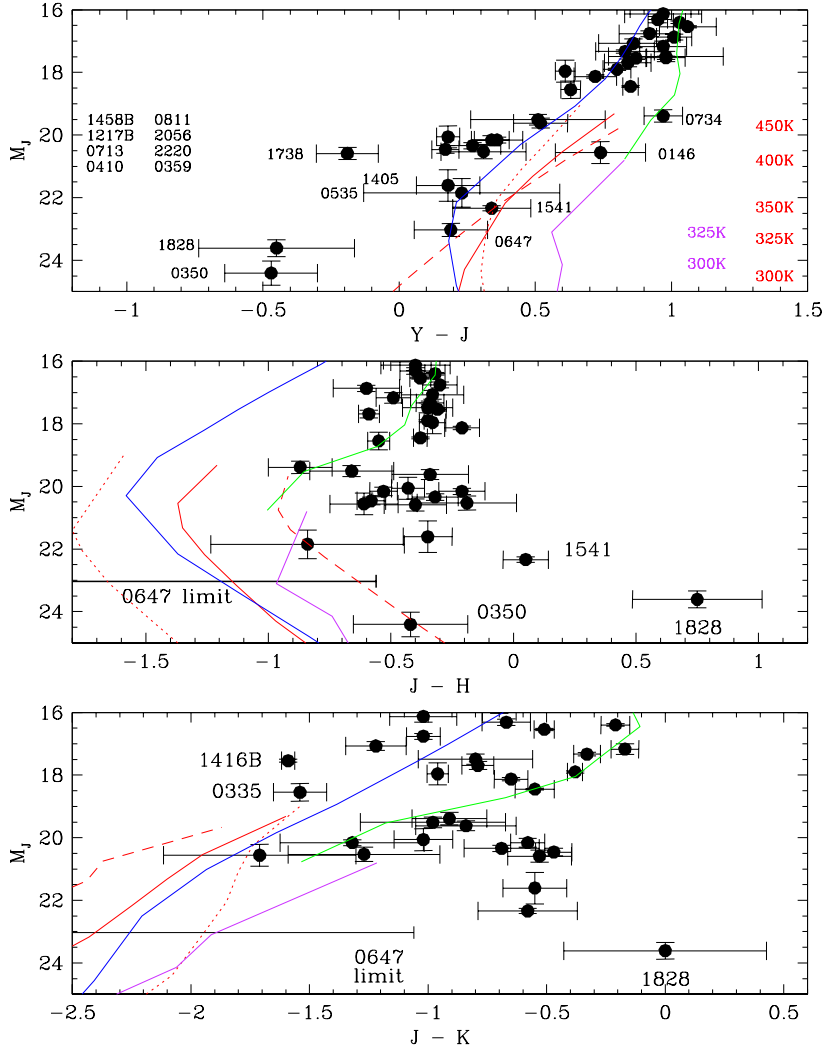 16
18
20
22
24
M_J
1458B 0811
1217B 2056
0713 2220
0410 0359
1738
1405
0535
1828
0350
1541
0647
0734
0146
450K
400K
350K
325K
325K
300K
300K
−1
−0.5
0
0.5
1
1.5
Y − J
16
18
20
22
24
M_J
1541
0647 limit
0350
1828
−1.5
−1
−0.5
0
0.5
1
J − H
16
18
20
22
24
M_J
1416B
0335
0647
limit
1828
−2.5
−2
−1.5
−1
−0.5
0
0.5
J − K